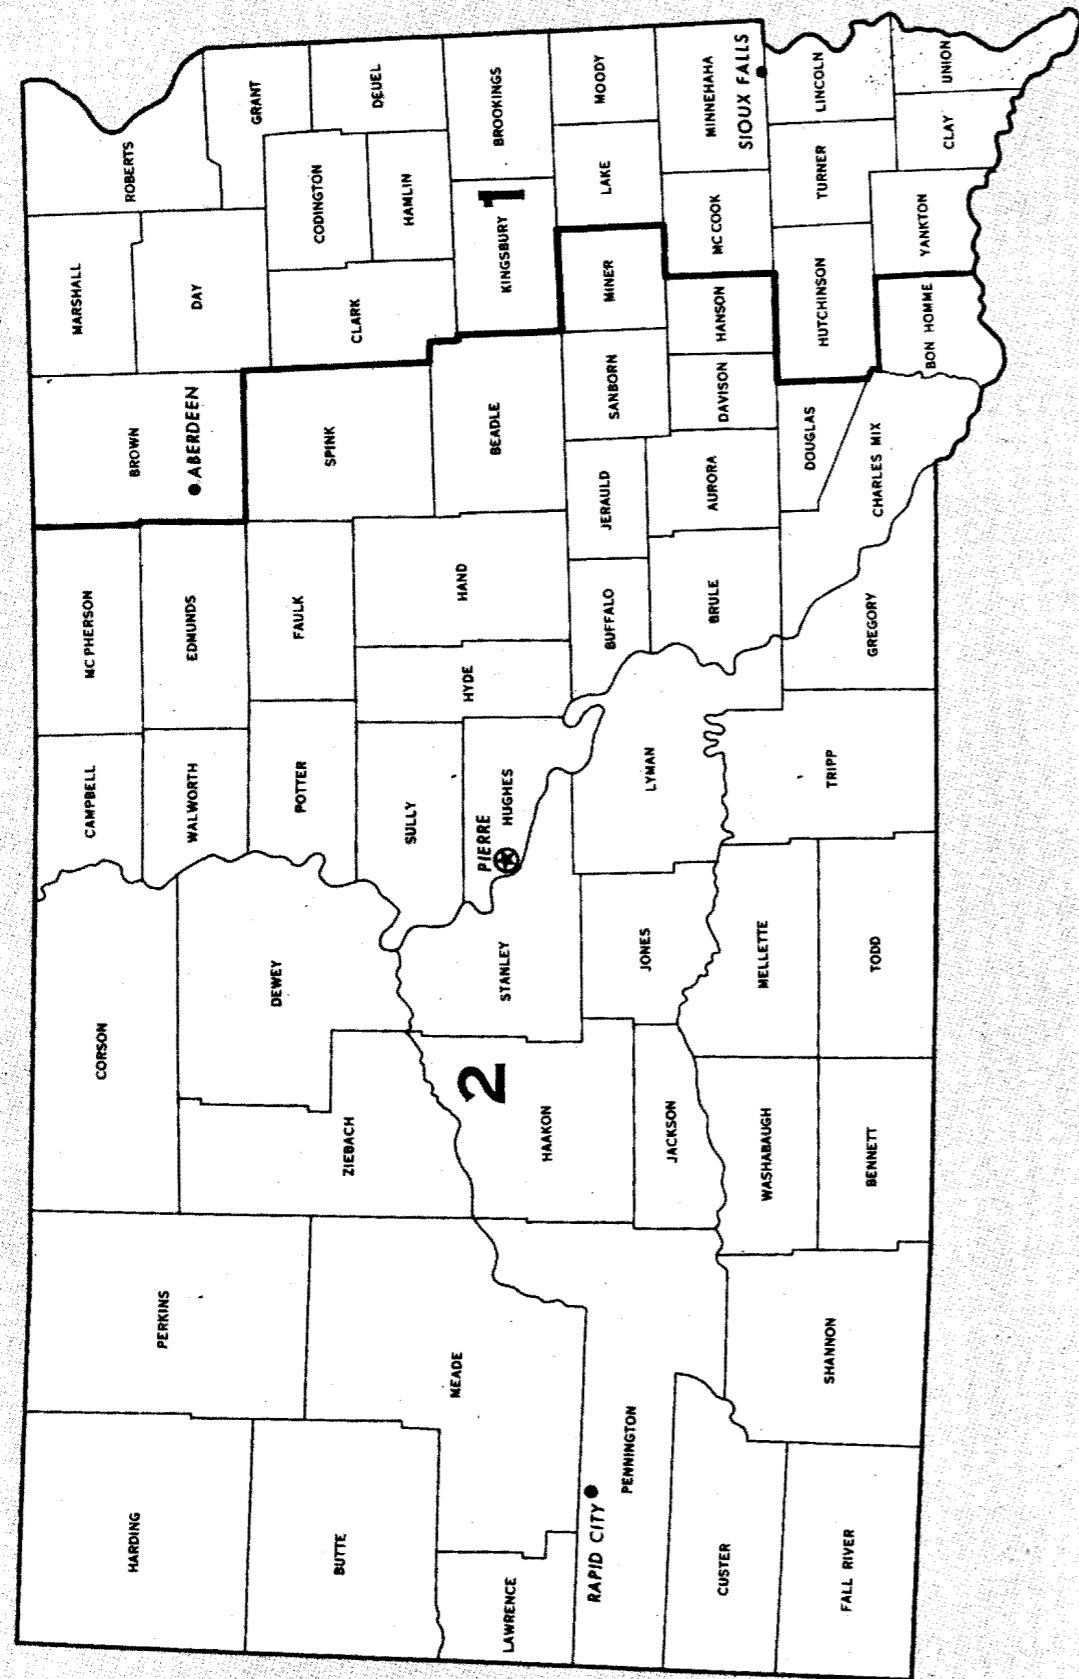 HARDING
PERKINS
CORSON
CAMPBELL
MC PHERSON
BROWN
MARSHALL
ROBERTS
BUTTE
MEADE
ZIEBACH
DEWEY
WALWORTH
EDMUNDS
ABERDEEN
DAY
GRANT
POTTER
FAULK
SPINK
CODINGTON
CLARK
DEUEL
HAMLIN
LAWRENCE
HAAKON
2
STANLEY
SULLY
PIERRE
HUGHES
HYDE
HAND
BEADLE
KINGSBURY
1
BROOKINGS
RAPID CITY
PENNINGTON
JACKSON
JONES
LYMAN
BUFFALO
JERAULD
SANBORN
MINER
LAKE
MOODY
CUSTER
WASHABAUGH
MELLETTE
BRULE
AURORA
DAVISON
HANSON
MC COOK
MINNEHAHA
SIOUX FALLS
FALL RIVER
SHANNON
BENNETT
TODD
TRIPP
GREGORY
CHARLES MIX
DOUGLAS
HUTCHINSON
TURNER
LINCOLN
BON HOMME
YANKTON
CLAY
UNION